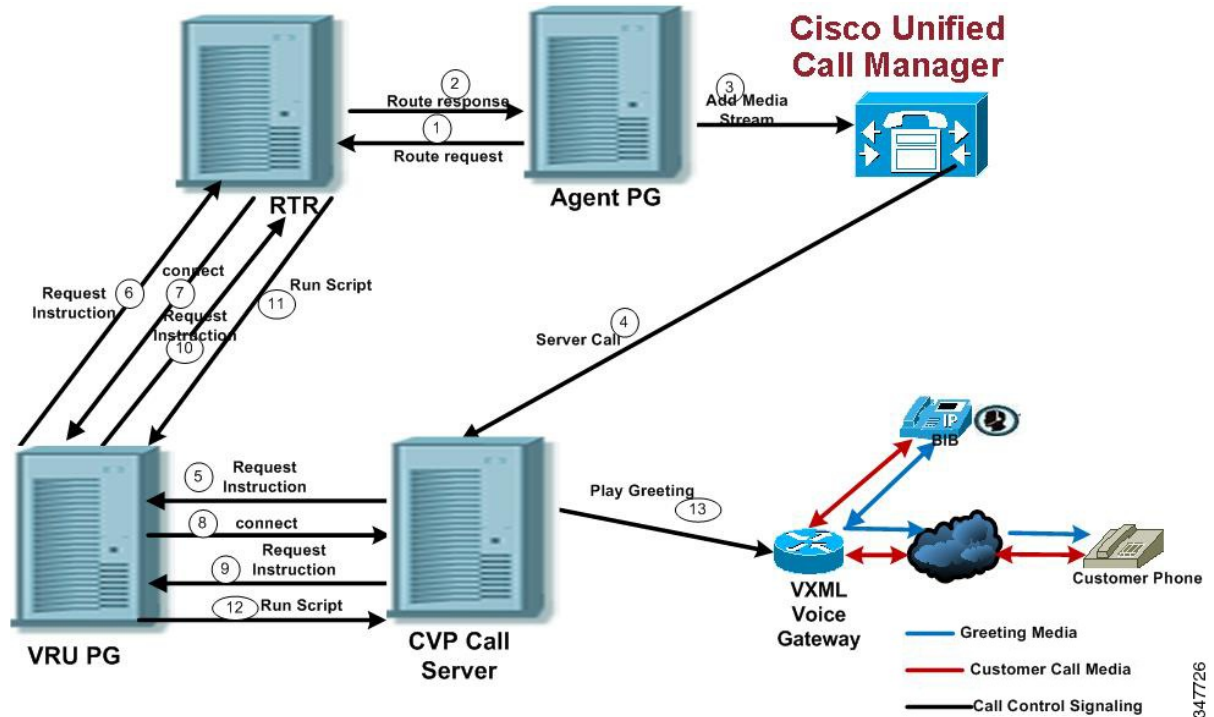 Cisco Unified
Call Manager
2
Route response
1
Route request
3
Add Media
Stream
Agent PG
RTR
connect
Request
Instruction
6
7
11
Run Script
Request
Instruction
10
4
Server Call
IP
BIB
5
Request
Instruction
8
connect
9
Request
Instruction
12
Run Script
Play Greeting
13
VRU PG
CVP Call
Server
VXML
Voice
Gateway
Customer Phone
Greeting Media
Customer Call Media
Call Control Signaling
347726